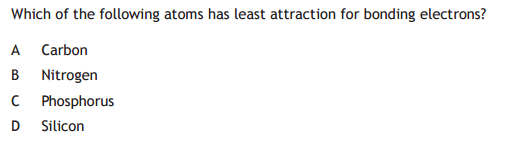 Which of the following atoms has least attraction for bonding electrons?
A Carbon
B Nitrogen
C Phosphorus
D Silicon